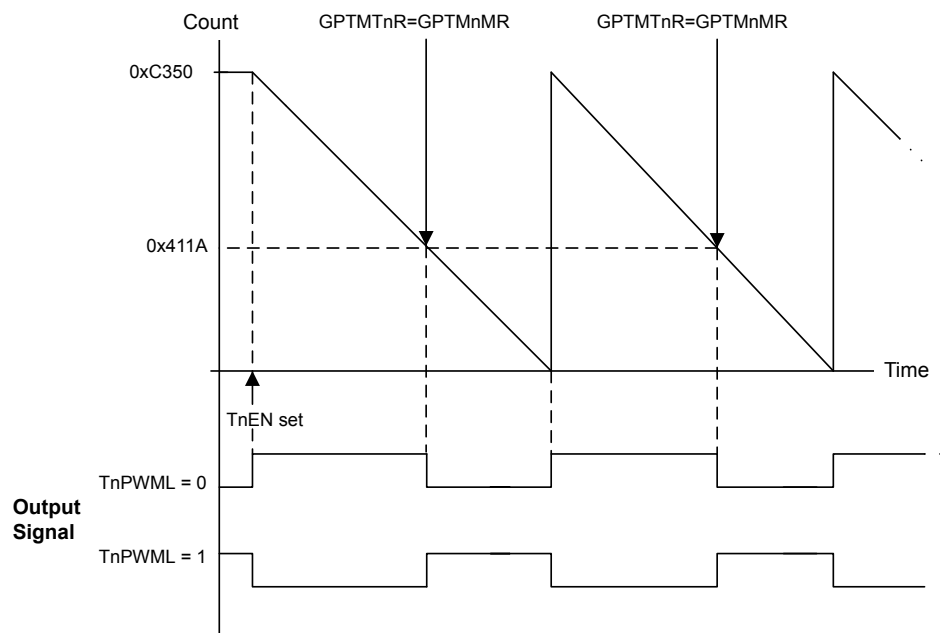 Count
GPTMTnR=GPTMnMR
GPTMTnR=GPTMnMR
0xC350
0x411A
Time
TnEN set
TnPWML = 0
Output
Signal
TnPWML = 1